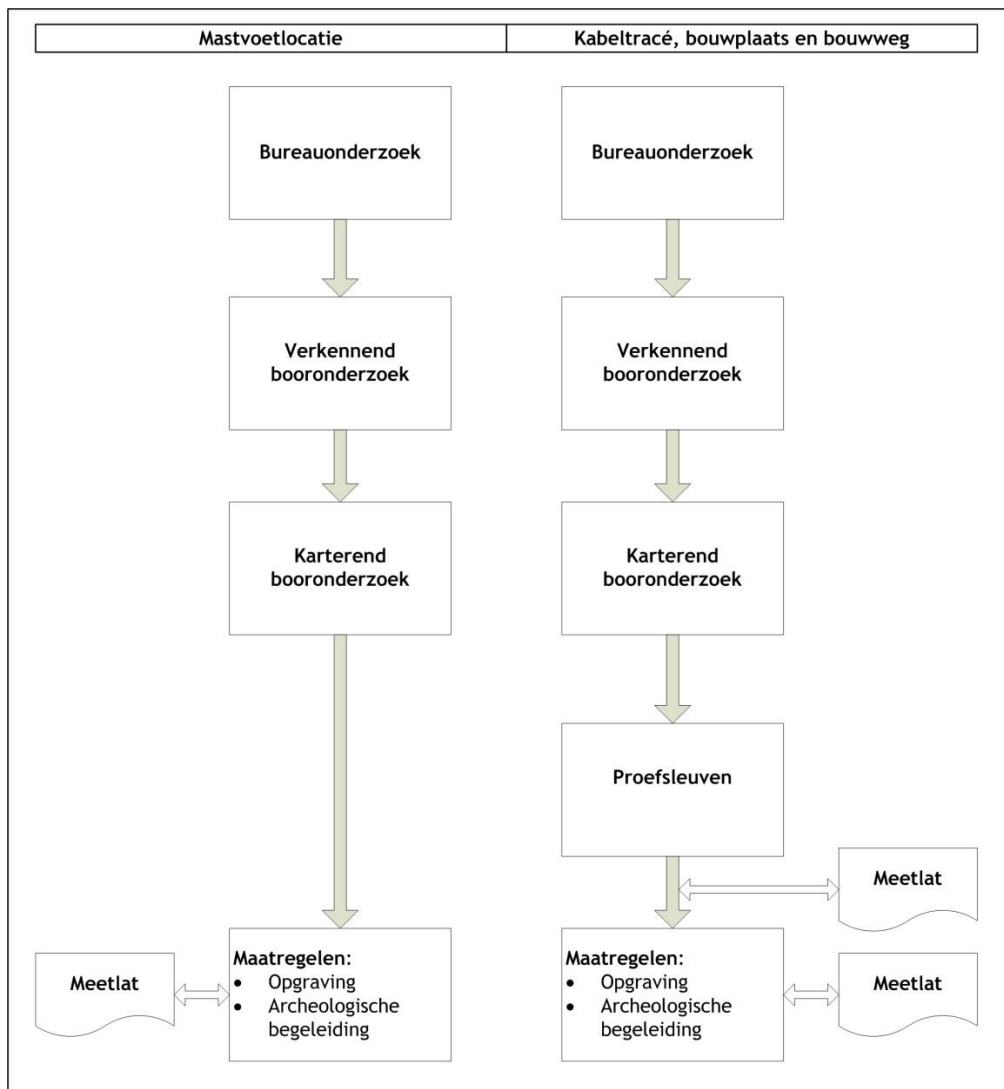 Mastvoetlocatie
Kabeltracé, bouwplaats en bouwweg
Bureauonderzoek
Verkennend
booronderzoek
Karterend
booronderzoek
Meetlat
Maatregelen:
• Opgraving
• Archeologische
begeleiding
Bureauonderzoek
Verkennend
booronderzoek
Karterend
booronderzoek
Proefsleuven
Meetlat
Maatregelen:
• Opgraving
• Archeologische
begeleiding
Meetlat